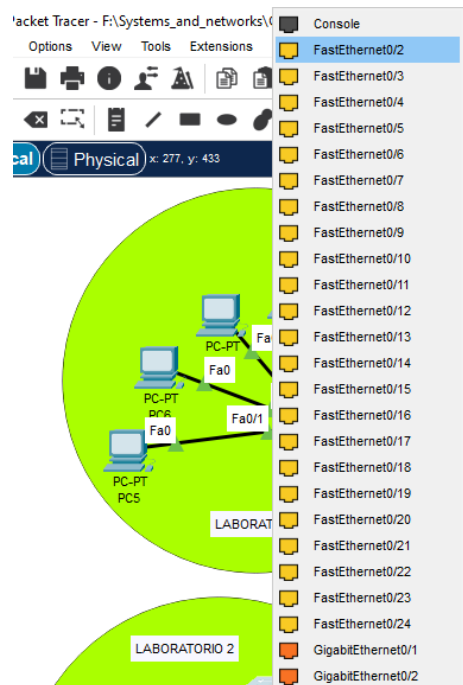 Packet Tracer - F:\Systems_and_networks\
Options View Tools Extensions
Physical x: 277, y: 433
PC-PT
Fa0
PC-PT
PC6
Fa0/1
Fa0
PC-PT
PC5
LABORAT
LABORATORIO 2
Console
FastEthernet0/2
FastEthernet0/3
FastEthernet0/4
FastEthernet0/5
FastEthernet0/6
FastEthernet0/7
FastEthernet0/8
FastEthernet0/9
FastEthernet0/10
FastEthernet0/11
FastEthernet0/12
FastEthernet0/13
FastEthernet0/14
FastEthernet0/15
FastEthernet0/16
FastEthernet0/17
FastEthernet0/18
FastEthernet0/19
FastEthernet0/20
FastEthernet0/21
FastEthernet0/22
FastEthernet0/23
FastEthernet0/24
GigabitEthernet0/1
GigabitEthernet0/2